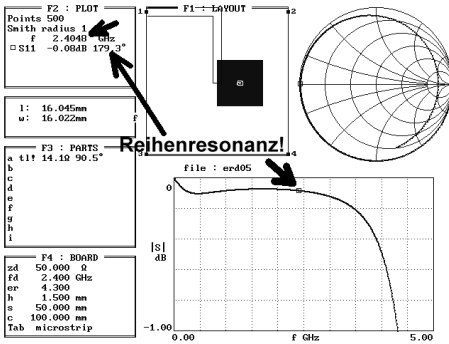 F2 : PLOT
Points 500
Smith radius 1
f 2.4048 GHz
□ S11 -0.08dB 179.3°
l: 16.045mm
w: 16.022mm f
F3 : PARTS
a tl! 14.1Ω 90.5°
b
c
d
e
f
g
h
i
F4 : BOARD
zd 50.000 Ω
fd 2.400 GHz
er 4.300
h 1.500 mm
s 50.000 mm
c 100.000 mm
Tab microstrip
F1 : LAYOUT
1
2
3
4
Reihenresonanz!
file : erd05
0
|S|
dB
-1.00
0.00 f GHz 5.00